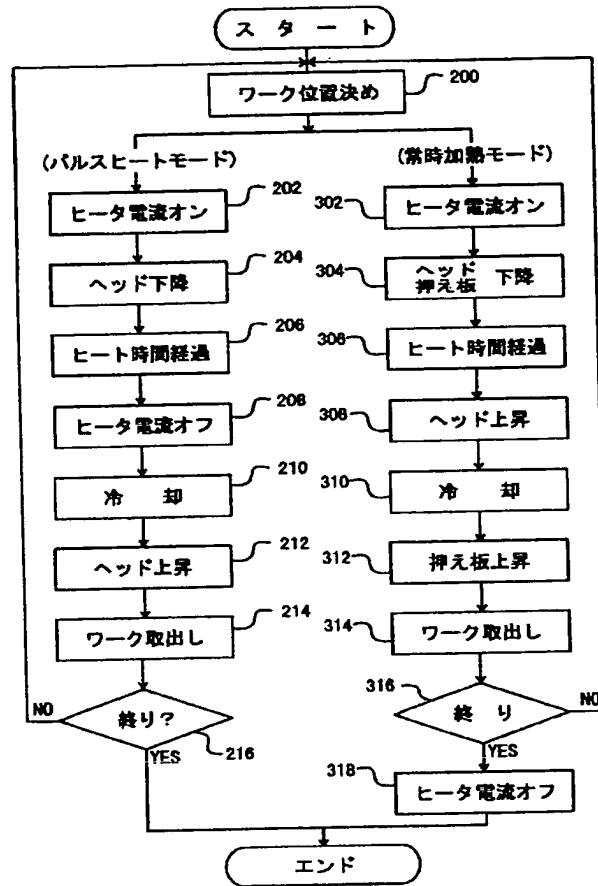 スタート
ワーク位置決め
200
(パルスヒートモード)
(常時加熱モード)
ヒータ電流オン
202
ヘッド下降
204
ヒート時間経過
206
ヒータ電流オフ
208
冷却
210
ヘッド上昇
212
ワーク取出し
214
終り?
NO
YES
216
302
ヒータ電流オン
304
ヘッド
押え板
下降
306
ヒート時間経過
308
ヘッド上昇
310
冷却
312
押え板上昇
314
ワーク取出し
316
終り
NO
YES
318
ヒータ電流オフ
エンド